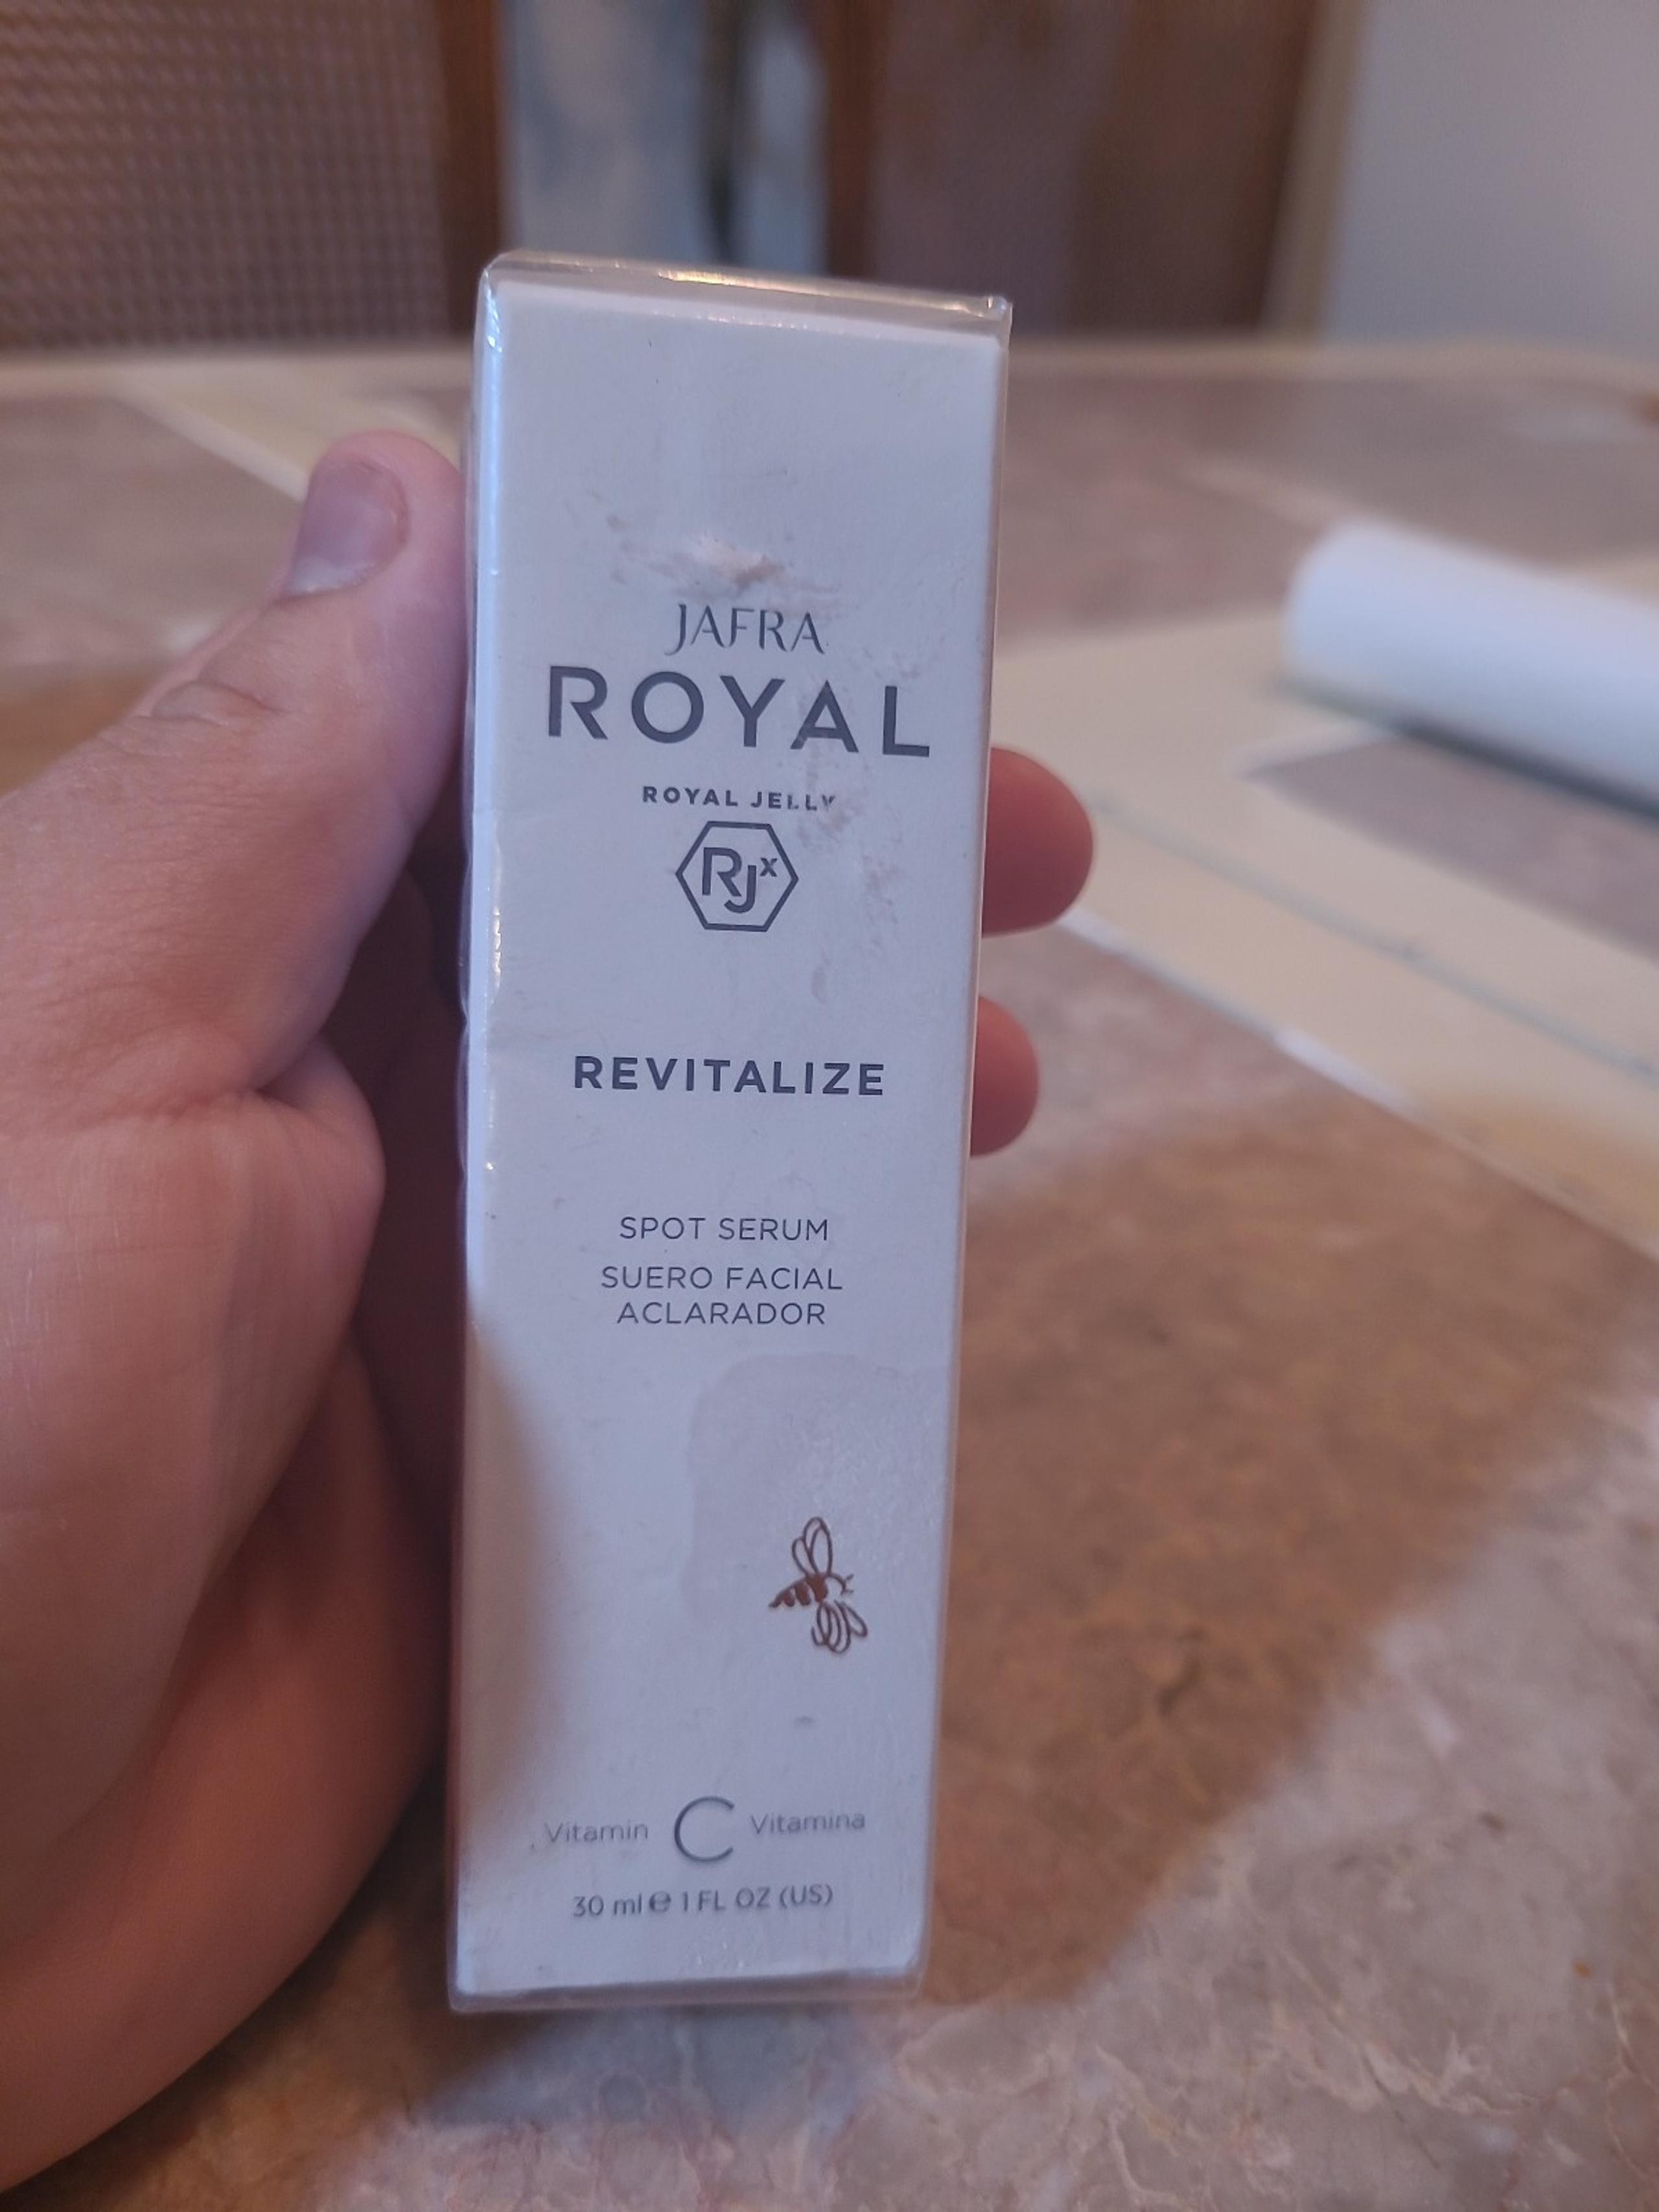 JAFRA
ROYAL
ROYAL JELLY
RJx
REVITALIZE
SPOT SERUM
SUERO FACIAL
ACLARADOR
Vitamin C Vitamina
30 ml ℮ 1 FL OZ (US)